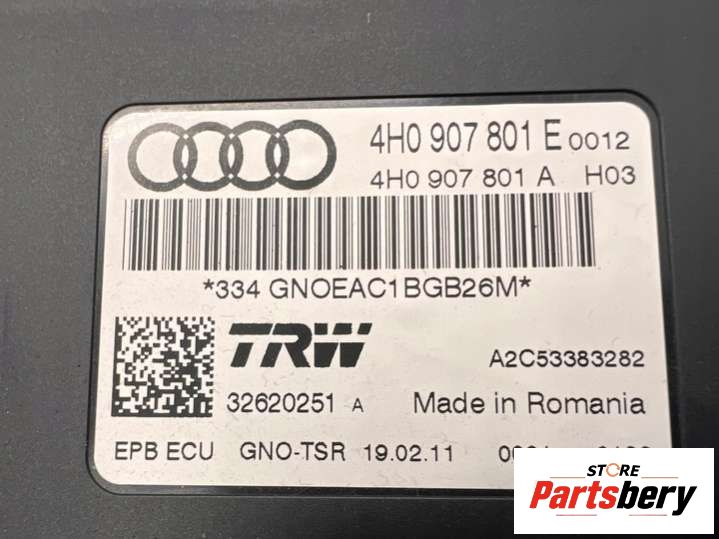 4H0 907 801 E 0012
4H0 907 801 A H03
*334 GNOEAC1BGB26M*
TRW
A2C53383282
32620251 A Made in Romania
EPB ECU GNO-TSR 19.02.11
STORE
Partsbery